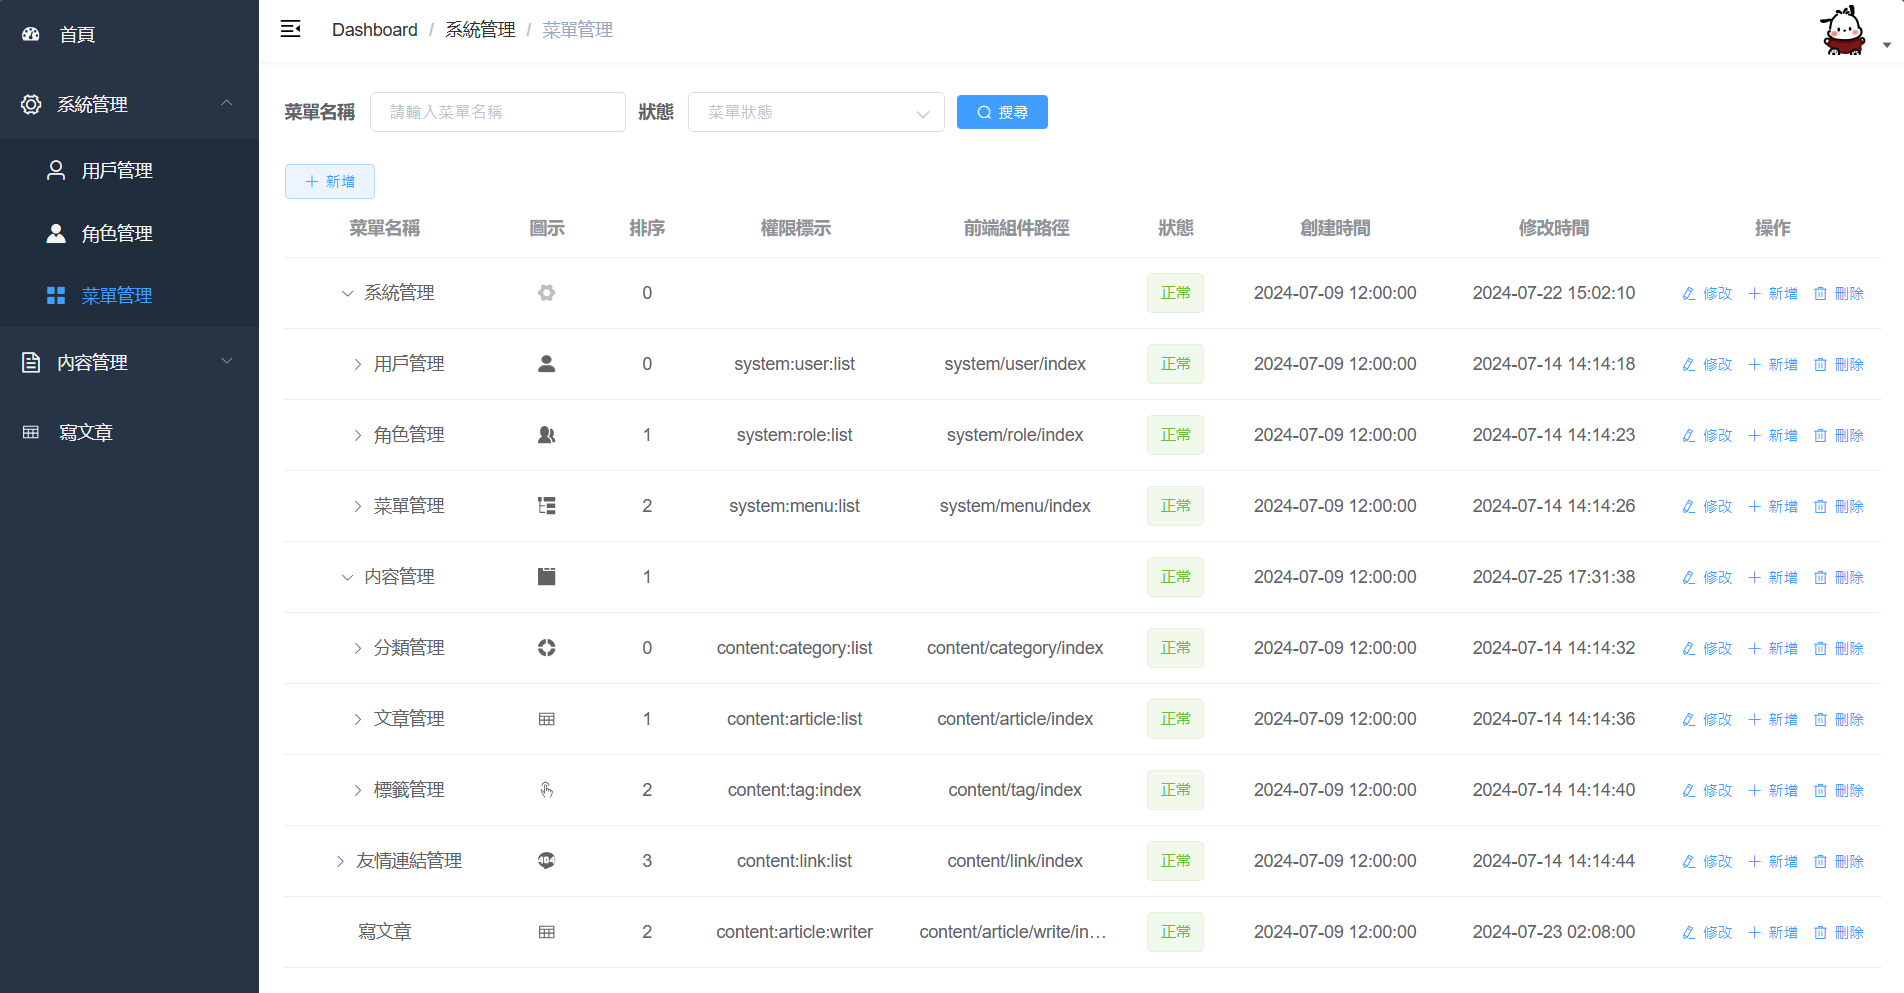 首頁
系統管理
用戶管理
角色管理
菜單管理
内容管理
寫文章
Dashboard / 系統管理 / 菜單管理
菜單名稱 請輸入菜單名稱 狀態 菜單狀態 搜尋
新增
菜單名稱 圖示 排序 權限標示 前端組件路徑 狀態 創建時間 修改時間 操作
系統管理 0 正常 2024-07-09 12:00:00 2024-07-22 15:02:10 修改 新增 刪除
用戶管理 0 system:user:list system/user/index 正常 2024-07-09 12:00:00 2024-07-14 14:14:18 修改 新增 刪除
角色管理 1 system:role:list system/role/index 正常 2024-07-09 12:00:00 2024-07-14 14:14:23 修改 新增 刪除
菜單管理 2 system:menu:list system/menu/index 正常 2024-07-09 12:00:00 2024-07-14 14:14:26 修改 新增 刪除
内容管理 1 正常 2024-07-09 12:00:00 2024-07-25 17:31:38 修改 新增 刪除
分類管理 0 content:category:list content/category/index 正常 2024-07-09 12:00:00 2024-07-14 14:14:32 修改 新增 刪除
文章管理 1 content:article:list content/article/index 正常 2024-07-09 12:00:00 2024-07-14 14:14:36 修改 新增 刪除
標籤管理 2 content:tag:index content/tag/index 正常 2024-07-09 12:00:00 2024-07-14 14:14:40 修改 新增 刪除
友情連結管理 404 3 content:link:list content/link/index 正常 2024-07-09 12:00:00 2024-07-14 14:14:44 修改 新增 刪除
寫文章 2 content:article:writer content/article/write/in… 正常 2024-07-09 12:00:00 2024-07-23 02:08:00 修改 新增 刪除